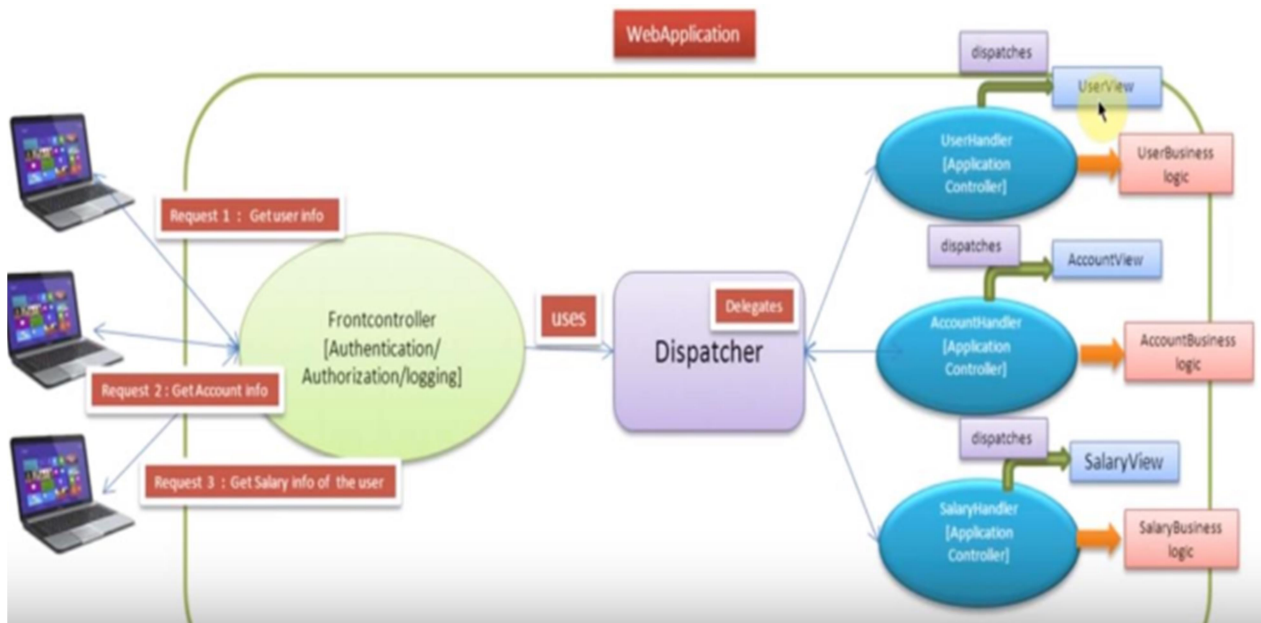 WebApplication
dispatches
UserView
UserHandler
[Application
Controller]
UserBusiness
logic
Request 1 : Get user info
dispatches
AccountView
Frontcontroller
[Authentication/
Authorization/logging]
uses
Delegates
Dispatcher
AccountHandler
[Application
Controller]
AccountBusiness
logic
Request 2 : Get Account info
dispatches
SalaryView
Request 3 : Get Salary info of the user
SalaryHandler
[Application
Controller]
SalaryBusiness
logic